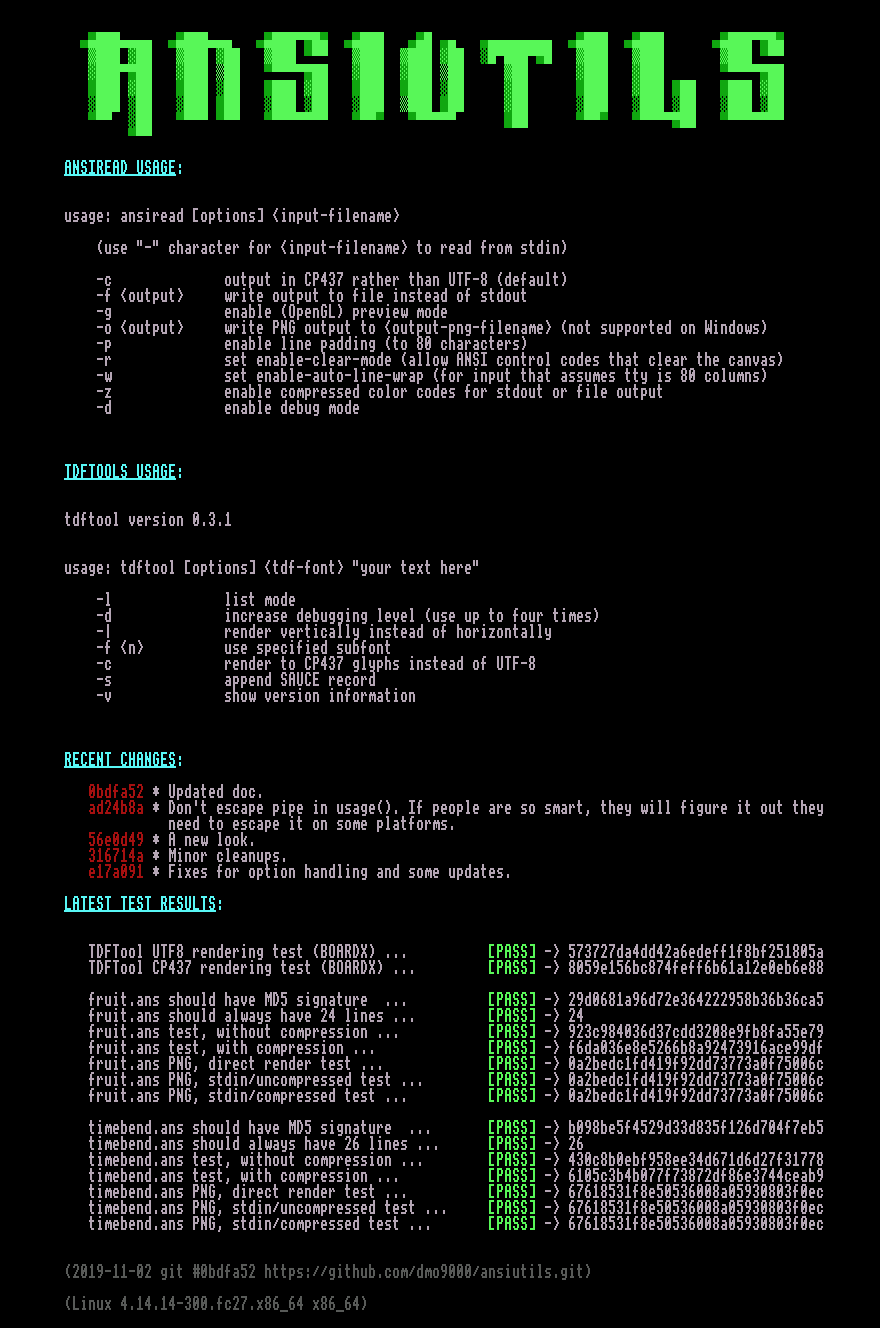 ANSIUTILS
ANSIREAD USAGE:
usage: ansiread [options] <input-filename>
(use "-" character for <input-filename> to read from stdin)
-c output in CP437 rather than UTF-8 (default)
-f <output> write output to file instead of stdout
-g enable (OpenGL) preview mode
-o <output> write PNG output to <output-png-filename> (not supported on Windows)
-p enable line padding (to 80 characters)
-r set enable-clear-mode (allow ANSI control codes that clear the canvas)
-w set enable-auto-line-wrap (for input that assumes tty is 80 columns)
-z enable compressed color codes for stdout or file output
-d enable debug mode
TDFTOOLS USAGE:
tdftool version 0.3.1
usage: tdftool [options] <tdf-font> "your text here"
-l list mode
-d increase debugging level (use up to four times)
-| render vertically instead of horizontally
-f <n> use specified subfont
-c render to CP437 glyphs instead of UTF-8
-s append SAUCE record
-v show version information
RECENT CHANGES:
0bdfa52 * Updated doc.
ad24b8a * Don't escape pipe in usage(). If people are so smart, they will figure it out they
need to escape it on some platforms.
56e0d49 * A new look.
316714a * Minor cleanups.
e17a091 * Fixes for option handling and some updates.
LATEST TEST RESULTS:
TDFTool UTF8 rendering test (BOARDX) ... [PASS] -> 573727da4dd42a6edeff1f8bf251805a
TDFTool CP437 rendering test (BOARDX) ... [PASS] -> 8059e156bc874feff6b61a12e0eb6e88
fruit.ans should have MD5 signature  ... [PASS] -> 29d0681a96d72e364222958b36b36ca5
fruit.ans should always have 24 lines ... [PASS] -> 24
fruit.ans test, without compression ... [PASS] -> 923c984036d37cdd3208e9fb8fa55e79
fruit.ans test, with compression ... [PASS] -> f6da036e8e5266b8a92473916ace99df
fruit.ans PNG, direct render test ... [PASS] -> 0a2bedc1fd419f92dd73773a0f75006c
fruit.ans PNG, stdin/uncompressed test ... [PASS] -> 0a2bedc1fd419f92dd73773a0f75006c
fruit.ans PNG, stdin/compressed test ... [PASS] -> 0a2bedc1fd419f92dd73773a0f75006c
timebend.ans should have MD5 signature  ... [PASS] -> b098be5f4529d33d835f126d704f7eb5
timebend.ans should always have 26 lines ... [PASS] -> 26
timebend.ans test, without compression ... [PASS] -> 430c8b0ebf958ee34d671d6d27f31778
timebend.ans test, with compression ... [PASS] -> 6105c3b4b077f73872df86e3744ceab9
timebend.ans PNG, direct render test ... [PASS] -> 67618531f8e50536008a05930803f0ec
timebend.ans PNG, stdin/uncompressed test ... [PASS] -> 67618531f8e50536008a05930803f0ec
timebend.ans PNG, stdin/compressed test ... [PASS] -> 67618531f8e50536008a05930803f0ec
(2019-11-02 git #0bdfa52 https://github.com/dmo9000/ansiutils.git)
(Linux 4.14.14-300.fc27.x86_64 x86_64)